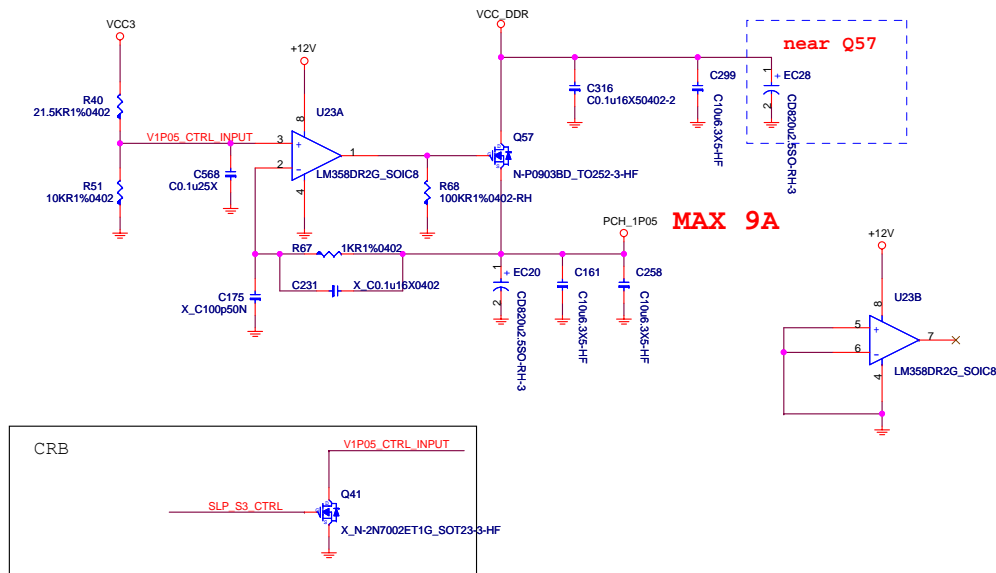 VCC3
VCC_DDR
+12V
near Q57
R40
21.5KR1%0402
U23A
8
C316
C0.1u16X50402-2
C299
C10u6.3X5-HF
1
+
EC28
2
CD820u2.5SO-RH-3
V1P05_CTRL_INPUT
3
+
2
-
1
4
LM358DR2G_SOIC8
Q57
N-P0903BD_TO252-3-HF
C568
C0.1u25X
R51
10KR1%0402
R68
100KR1%0402-RH
PCH_1P05
MAX 9A
R67
1KR1%0402
C231
X_C0.1u16X0402
C175
X_C100p50N
1
+
EC20
2
CD820u2.5SO-RH-3
C161
C10u6.3X5-HF
C258
C10u6.3X5-HF
+12V
U23B
8
5
+
6
-
7
4
LM358DR2G_SOIC8
CRB
V1P05_CTRL_INPUT
Q41
SLP_S3_CTRL
X_N-2N7002ET1G_SOT23-3-HF